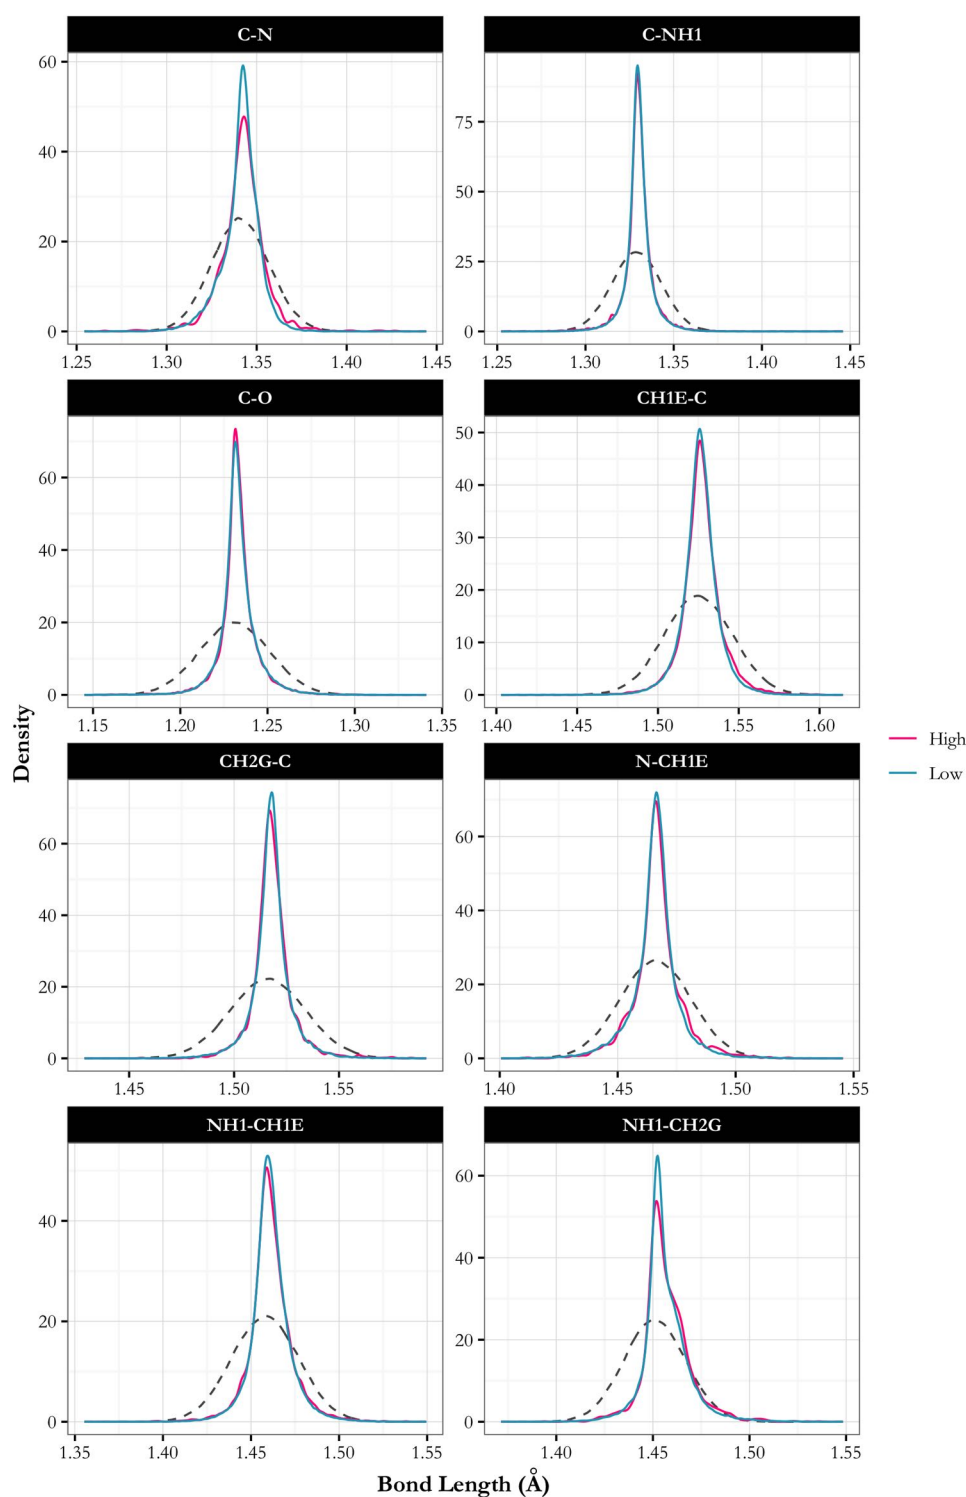 C-N
C-NH1
60
40
20
0
75
50
25
0
1.25 1.30 1.35 1.40 1.45
1.25 1.30 1.35 1.40 1.45
C-O
CH1E-C
60
40
20
0
50
40
30
20
10
0
1.15 1.20 1.25 1.30 1.35
1.40 1.45 1.50 1.55 1.60
Density
High
Low
CH2G-C
N-CH1E
60
40
20
0
60
40
20
0
1.45 1.50 1.55
1.40 1.45 1.50 1.55
NH1-CH1E
NH1-CH2G
40
20
0
60
40
20
0
1.35 1.40 1.45 1.50 1.55
1.40 1.45 1.50 1.55
Bond Length (Å)